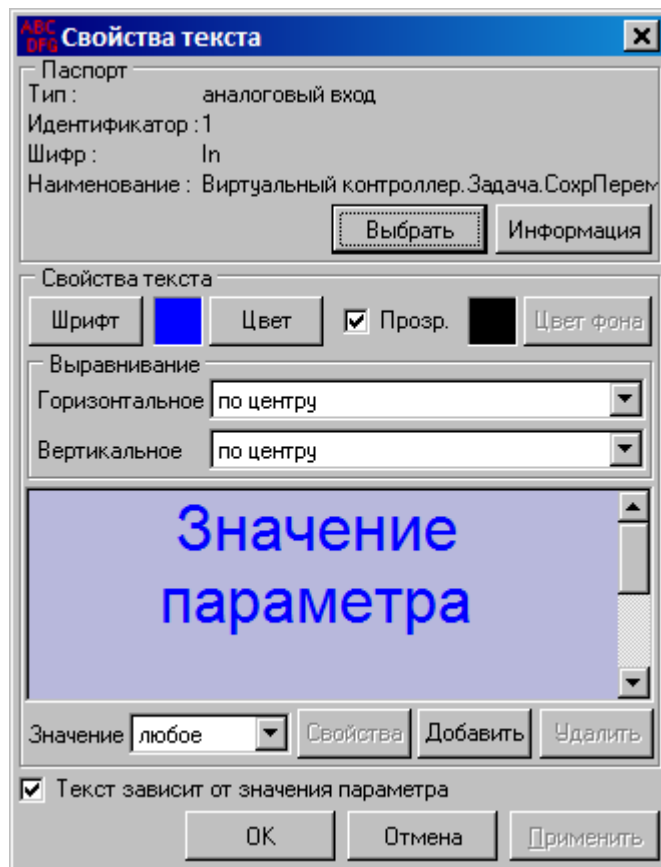 ABC
DFG Свойства текста
Паспорт
Тип : аналоговый вход
Идентификатор : 1
Шифр : In
Наименование : Виртуальный контроллер.Задача.СохрПерем
Выбрать Информация
Свойства текста
Шрифт Цвет Прозр. Цвет фона
Выравнивание
Горизонтальное по центру
Вертикальное по центру
Значение
параметра
Значение любое Свойства Добавить Удалить
Текст зависит от значения параметра
OK Отмена Применить